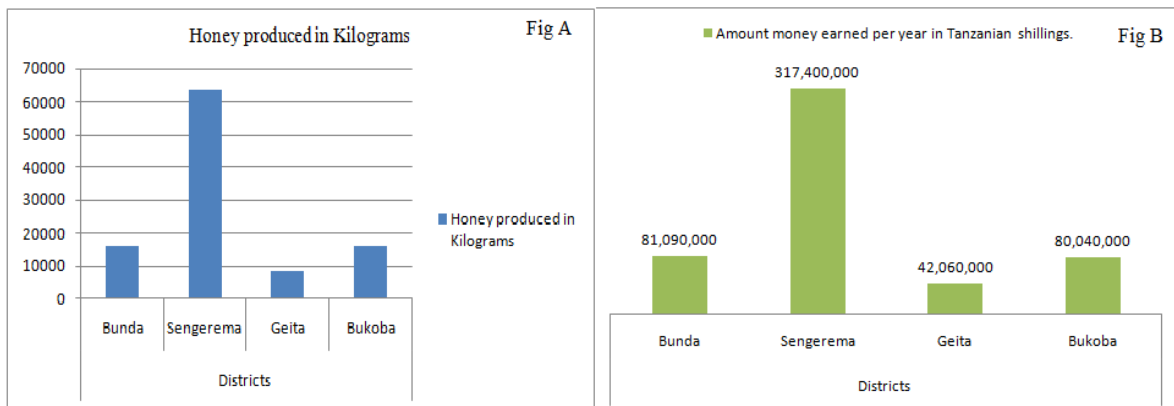 Honey produced in Kilograms
Fig A
70000
60000
50000
40000
30000
20000
10000
0
Bunda
Sengerema
Geita
Bukoba
Districts
Honey produced in
Kilograms
Amount money earned per year in Tanzanian shillings.
Fig B
317,400,000
81,090,000
42,060,000
80,040,000
Bunda
Sengerema
Geita
Bukoba
Districts